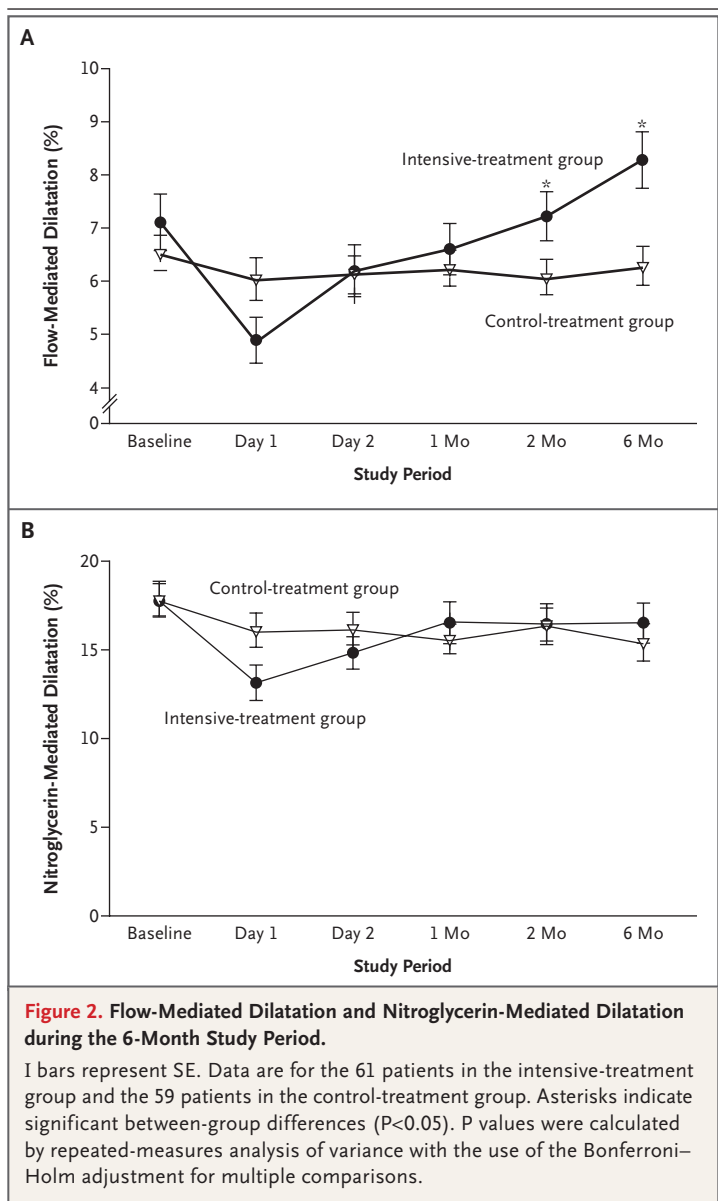 A
10
9
8
7
6
5
4
0
Flow-Mediated Dilatation (%)
Intensive-treatment group
*
*
Control-treatment group
Baseline Day 1 Day 2 1 Mo 2 Mo 6 Mo
Study Period
B
20
15
10
5
0
Nitroglycerin-Mediated Dilatation (%)
Control-treatment group
Intensive-treatment group
Baseline Day 1 Day 2 1 Mo 2 Mo 6 Mo
Study Period
Figure 2. Flow-Mediated Dilatation and Nitroglycerin-Mediated Dilatation
during the 6-Month Study Period.
I bars represent SE. Data are for the 61 patients in the intensive-treatment
group and the 59 patients in the control-treatment group. Asterisks indicate
significant between-group differences (P<0.05). P values were calculated
by repeated-measures analysis of variance with the use of the Bonferroni–
Holm adjustment for multiple comparisons.